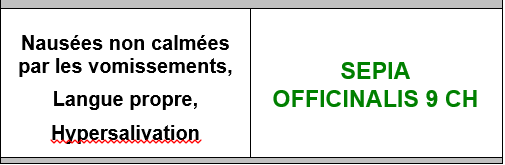 Nausées non calmées
par les vomissements,
Langue propre,
Hypersalivation
SEPIA
OFFICINALIS 9 CH